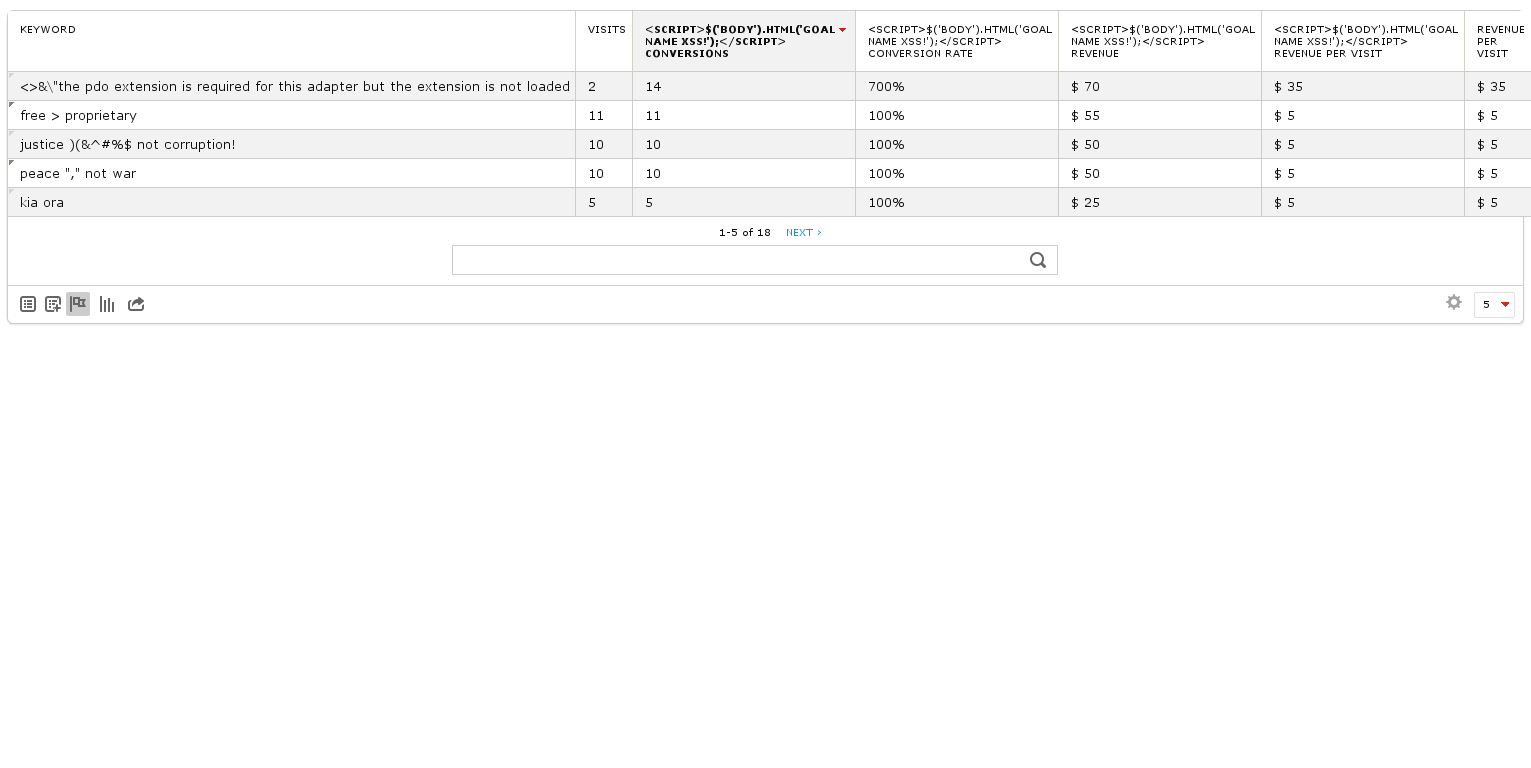 KEYWORD
VISITS
<SCRIPT>$('BODY').HTML('GOAL
NAME XSS!');</SCRIPT>
CONVERSIONS
<SCRIPT>$('BODY').HTML('GOAL
NAME XSS!');</SCRIPT>
CONVERSION RATE
<SCRIPT>$('BODY').HTML('GOAL
NAME XSS!');</SCRIPT>
REVENUE
<SCRIPT>$('BODY').HTML('GOAL
NAME XSS!');</SCRIPT>
REVENUE PER VISIT
REVENUE
PER
VISIT
<>&\"the pdo extension is required for this adapter but the extension is not loaded 2 14 700% $ 70 $ 35 $ 35
free > proprietary 11 11 100% $ 55 $ 5 $ 5
justice )(&^#%$ not corruption! 10 10 100% $ 50 $ 5 $ 5
peace "," not war 10 10 100% $ 50 $ 5 $ 5
kia ora 5 5 100% $ 25 $ 5 $ 5
1-5 of 18 NEXT ›
5